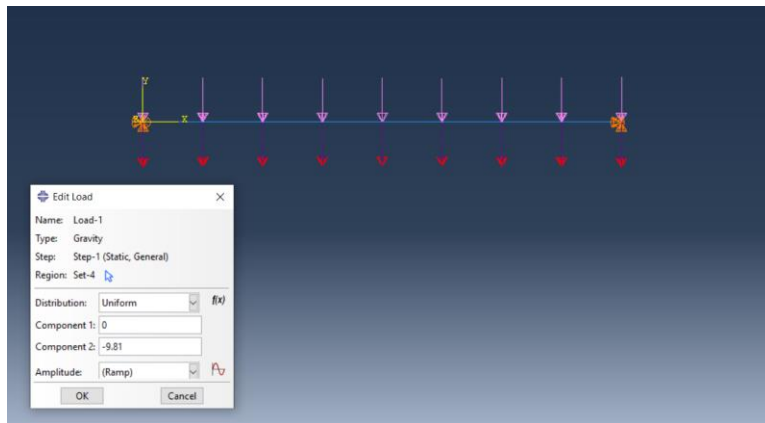 Y
X
Edit Load
Name: Load-1
Type: Gravity
Step: Step-1 (Static, General)
Region: Set-4
Distribution: Uniform f(x)
Component 1: 0
Component 2: -9.81
Amplitude: (Ramp)
OK Cancel